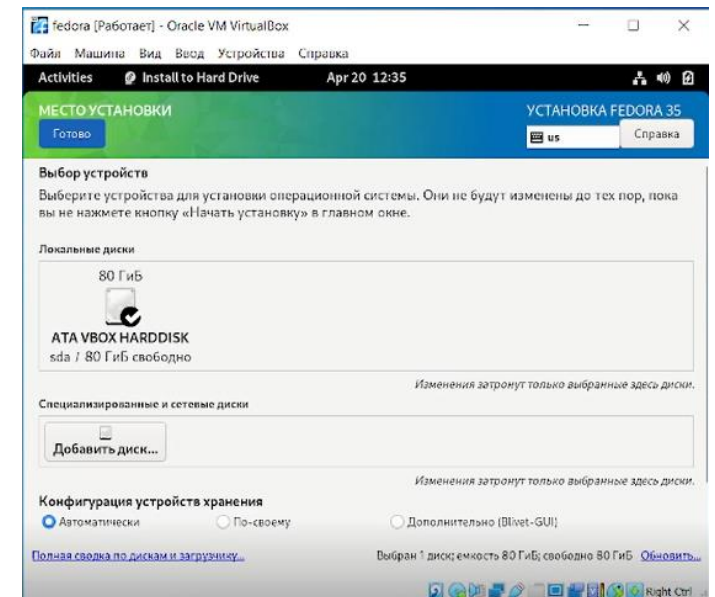 fedora [Работает] - Oracle VM VirtualBox
Файл Машина Вид Ввод Устройства Справка
Activities Install to Hard Drive Apr 20 12:35
МЕСТО УСТАНОВКИ УСТАНОВКА FEDORA 35
Готово us Справка
Выбор устройств
Выберите устройства для установки операционной системы. Они не будут изменены до тех пор, пока
вы не нажмете кнопку «Начать установку» в главном окне.
Локальные диски
80 ГиБ
ATA VBOX HARDDISK
sda / 80 ГиБ свободно
Изменения затронут только выбранные здесь диски.
Специализированные и сетевые диски
Добавить диск...
Изменения затронут только выбранные здесь диски.
Конфигурация устройств хранения
Автоматически По-своему Дополнительно (Blivet-GUI)
Полная сводка по дискам и загрузчику... Выбран 1 диск; емкость 80 ГиБ; свободно 80 ГиБ Обновить...
Right Ctrl